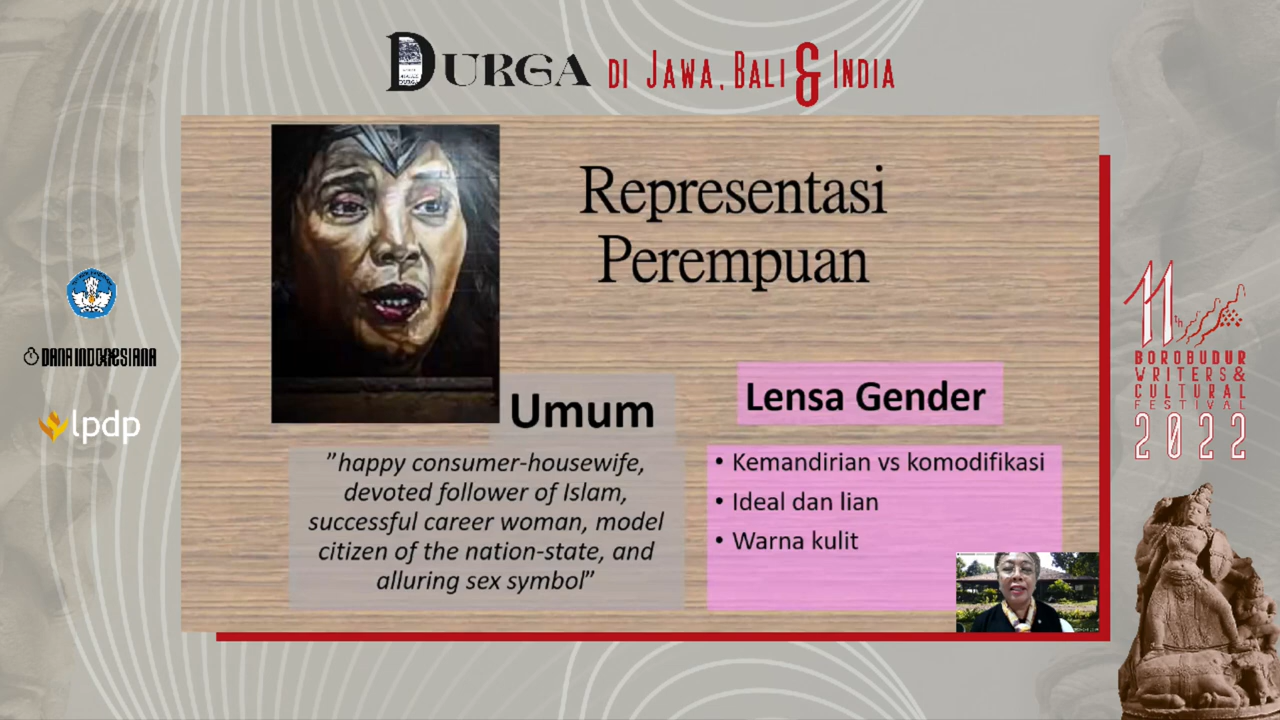 DURGA DI JAWA, BALI & INDIA
Representasi
Perempuan
Umum
"happy consumer-housewife,
devoted follower of Islam,
successful career woman, model
citizen of the nation-state, and
alluring sex symbol"
Lensa Gender
• Kemandirian vs komodifikasi
• Ideal dan lian
• Warna kulit
DANA INDONESIANA
lpdp
11th
BOROBUDUR
WRITERS&
CULTURAL
FESTIVAL
2022